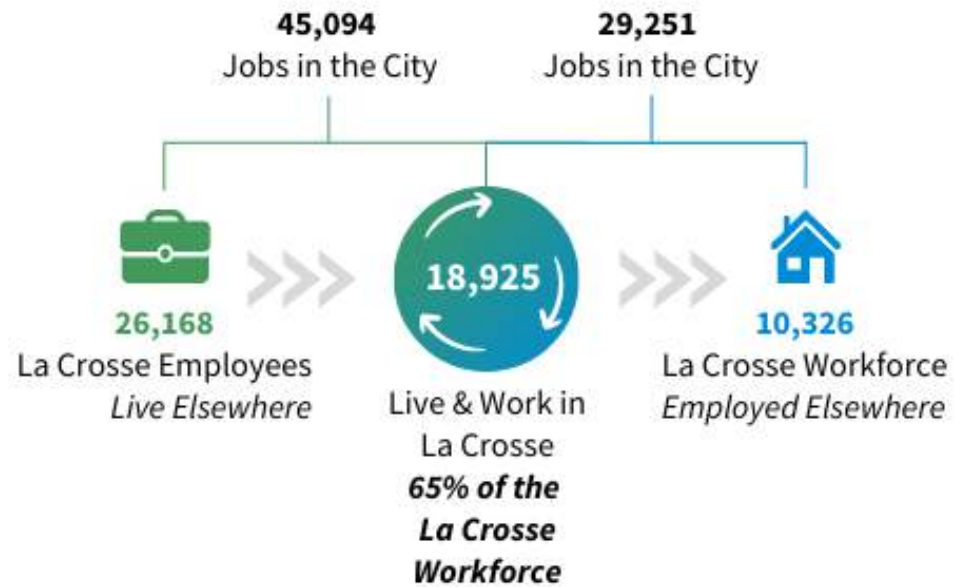 45,094
Jobs in the City
29,251
Jobs in the City
26,168
La Crosse Employees
Live Elsewhere
18,925
Live & Work in
La Crosse
65% of the
La Crosse
Workforce
10,326
La Crosse Workforce
Employed Elsewhere